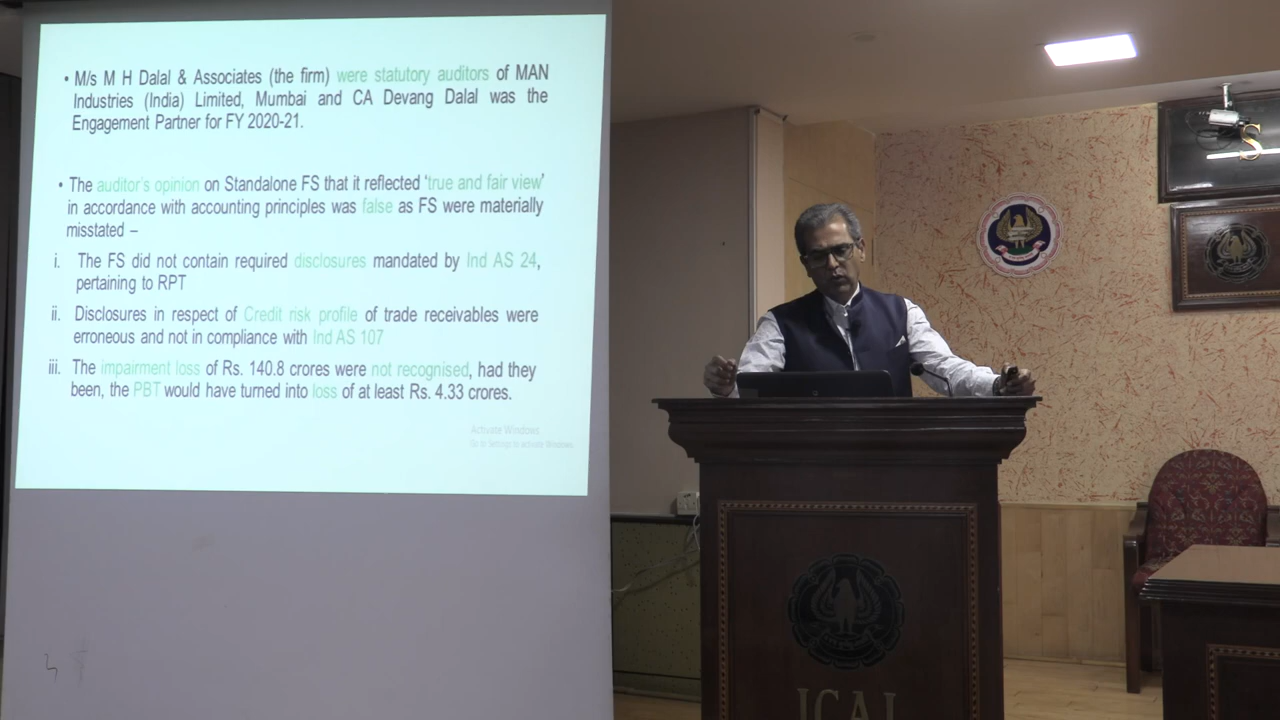 • M/s M H Dalal & Associates (the firm) were statutory auditors of MAN
Industries (India) Limited, Mumbai and CA Devang Dalal was the
Engagement Partner for FY 2020-21.
• The auditor's opinion on Standalone FS that it reflected ‘true and fair view’
in accordance with accounting principles was false as FS were materially
misstated –
i. The FS did not contain required disclosures mandated by Ind AS 24,
pertaining to RPT
ii. Disclosures in respect of Credit risk profile of trade receivables were
erroneous and not in compliance with Ind AS 107
iii. The impairment loss of Rs. 140.8 crores were not recognised, had they
been, the PBT would have turned into loss of at least Rs. 4.33 crores.
Activate Windows
Go to Settings to activate Windows.
S
ICAI